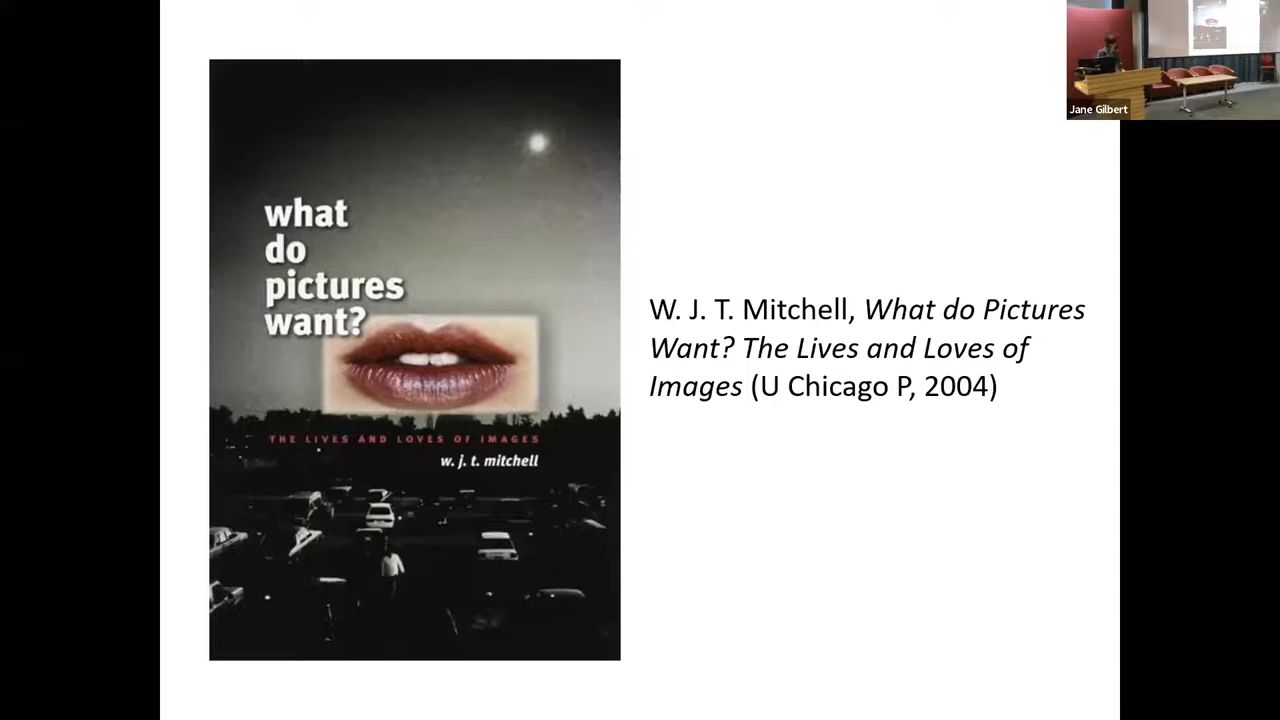 what
do
pictures
want?
THE LIVES AND LOVES OF IMAGES
w. j. t. mitchell
W. J. T. Mitchell, What do Pictures
Want? The Lives and Loves of
Images (U Chicago P, 2004)
Jane Gilbert